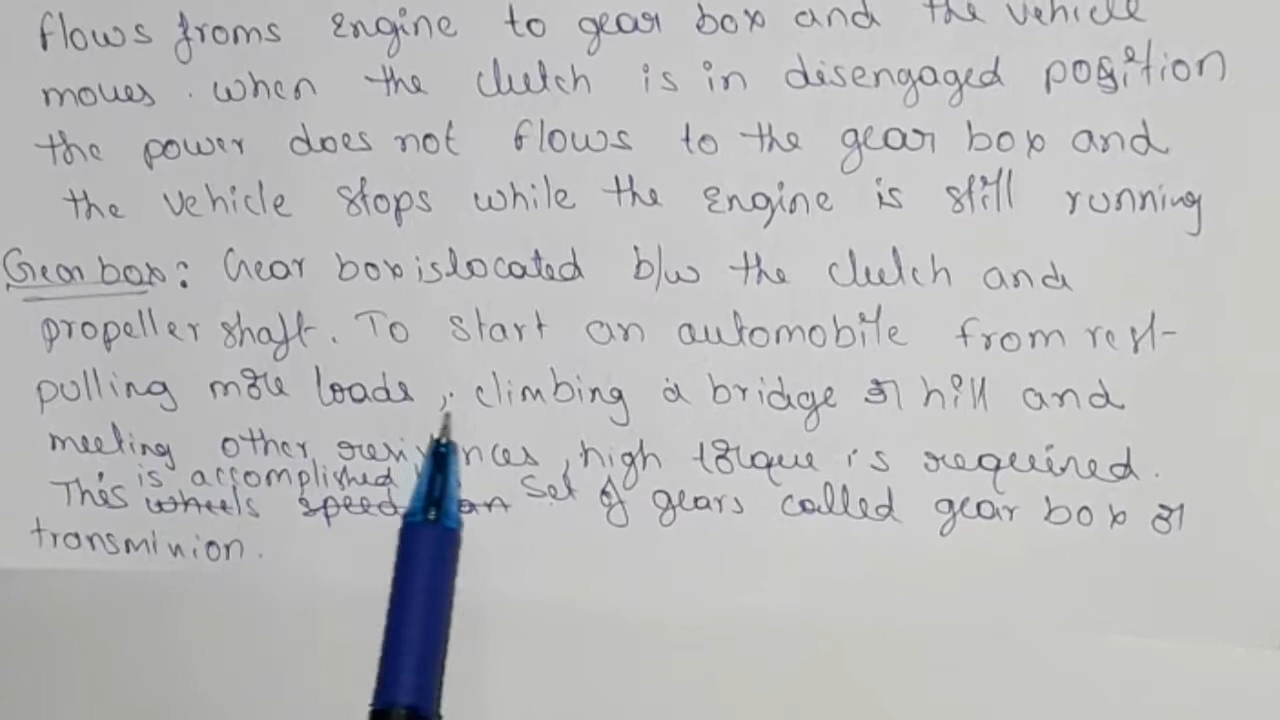 flows froms Engine to gear box and the vehicle
moves. when the clutch is in disengaged position
the power does not flows to the gear box and
the vehicle stops while the Engine is still running
Gear box: Gear box is located b/w the clutch and
propeller shaft. To start an automobile from rest
pulling more loads, climbing a bridge or hill and
meeting other high torque is required.
is accomplished
This wheels speed an Set of gears called gear box or
transmission.